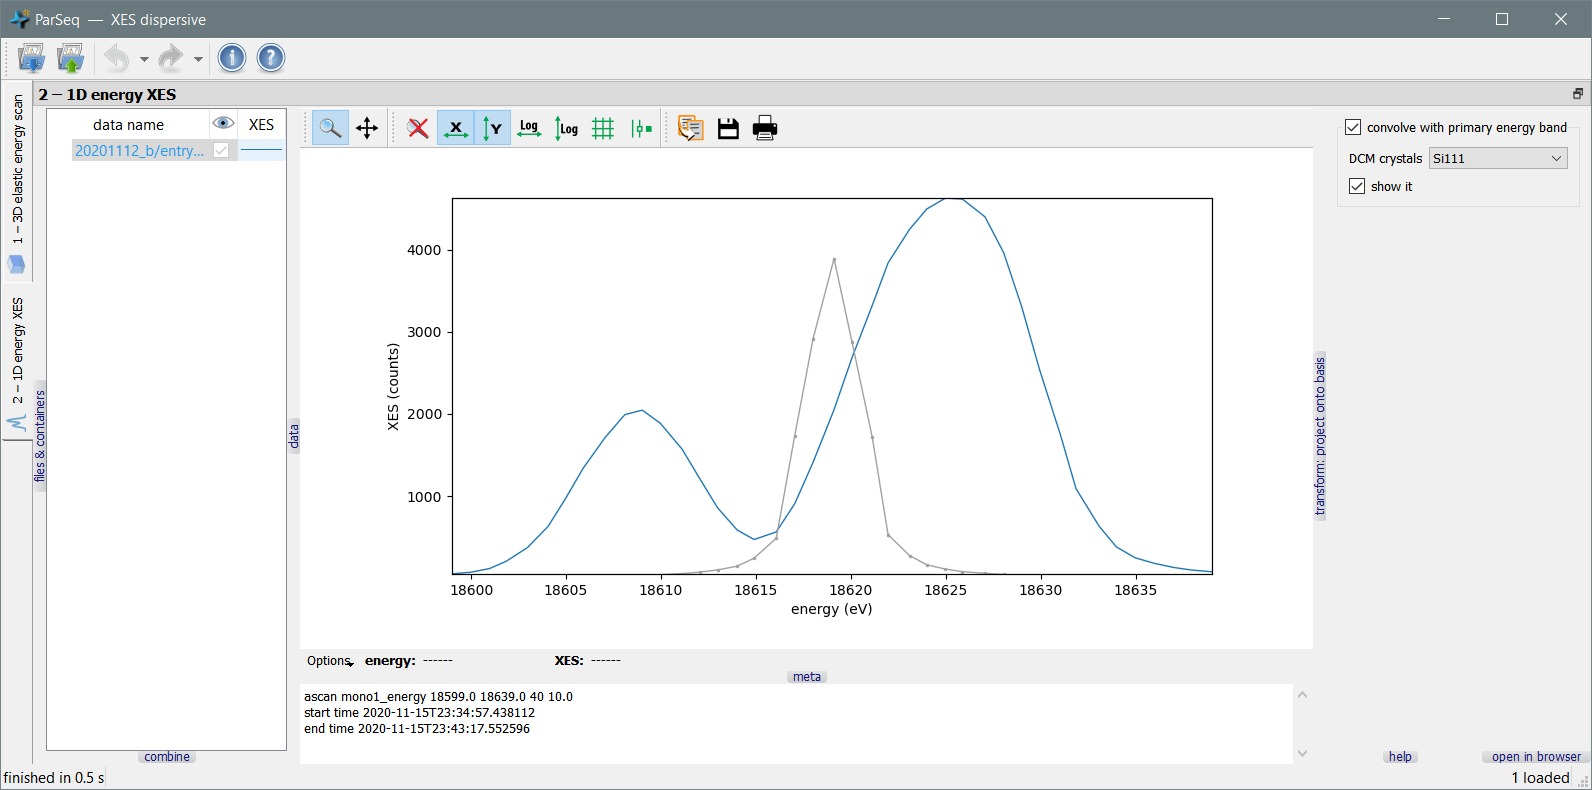 ParSeq — XES dispersive
2 − 1D energy XES
1 − 3D elastic energy scan
2 − 1D energy XES
files & containers
data name
XES
20201112_b/entry...
combine
data
X
Y
Log
Log
XES (counts)
4000
3000
2000
1000
18600
18605
18610
18615
18620
18625
18630
18635
energy (eV)
Options
energy: ------
XES: ------
meta
ascan mono1_energy 18599.0 18639.0 40 10.0
start time 2020-11-15T23:34:57.438112
end time 2020-11-15T23:43:17.552596
transform: project onto basis
convolve with primary energy band
DCM crystals
Si111
show it
help
open in browser
finished in 0.5 s
1 loaded